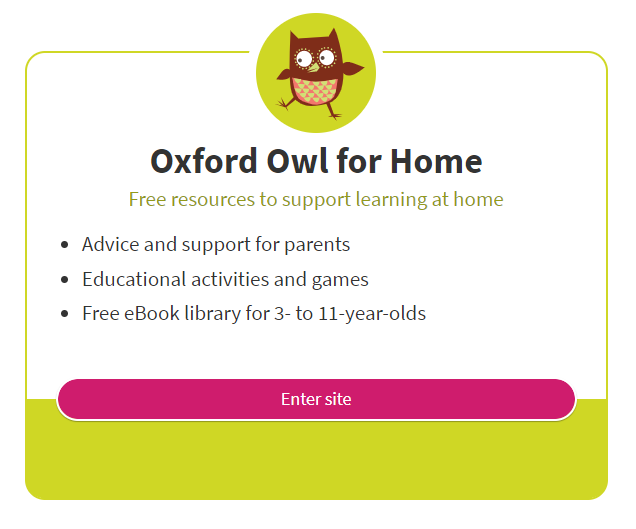 Oxford Owl for Home
Free resources to support learning at home
• Advice and support for parents
• Educational activities and games
• Free eBook library for 3- to 11-year-olds
Enter site